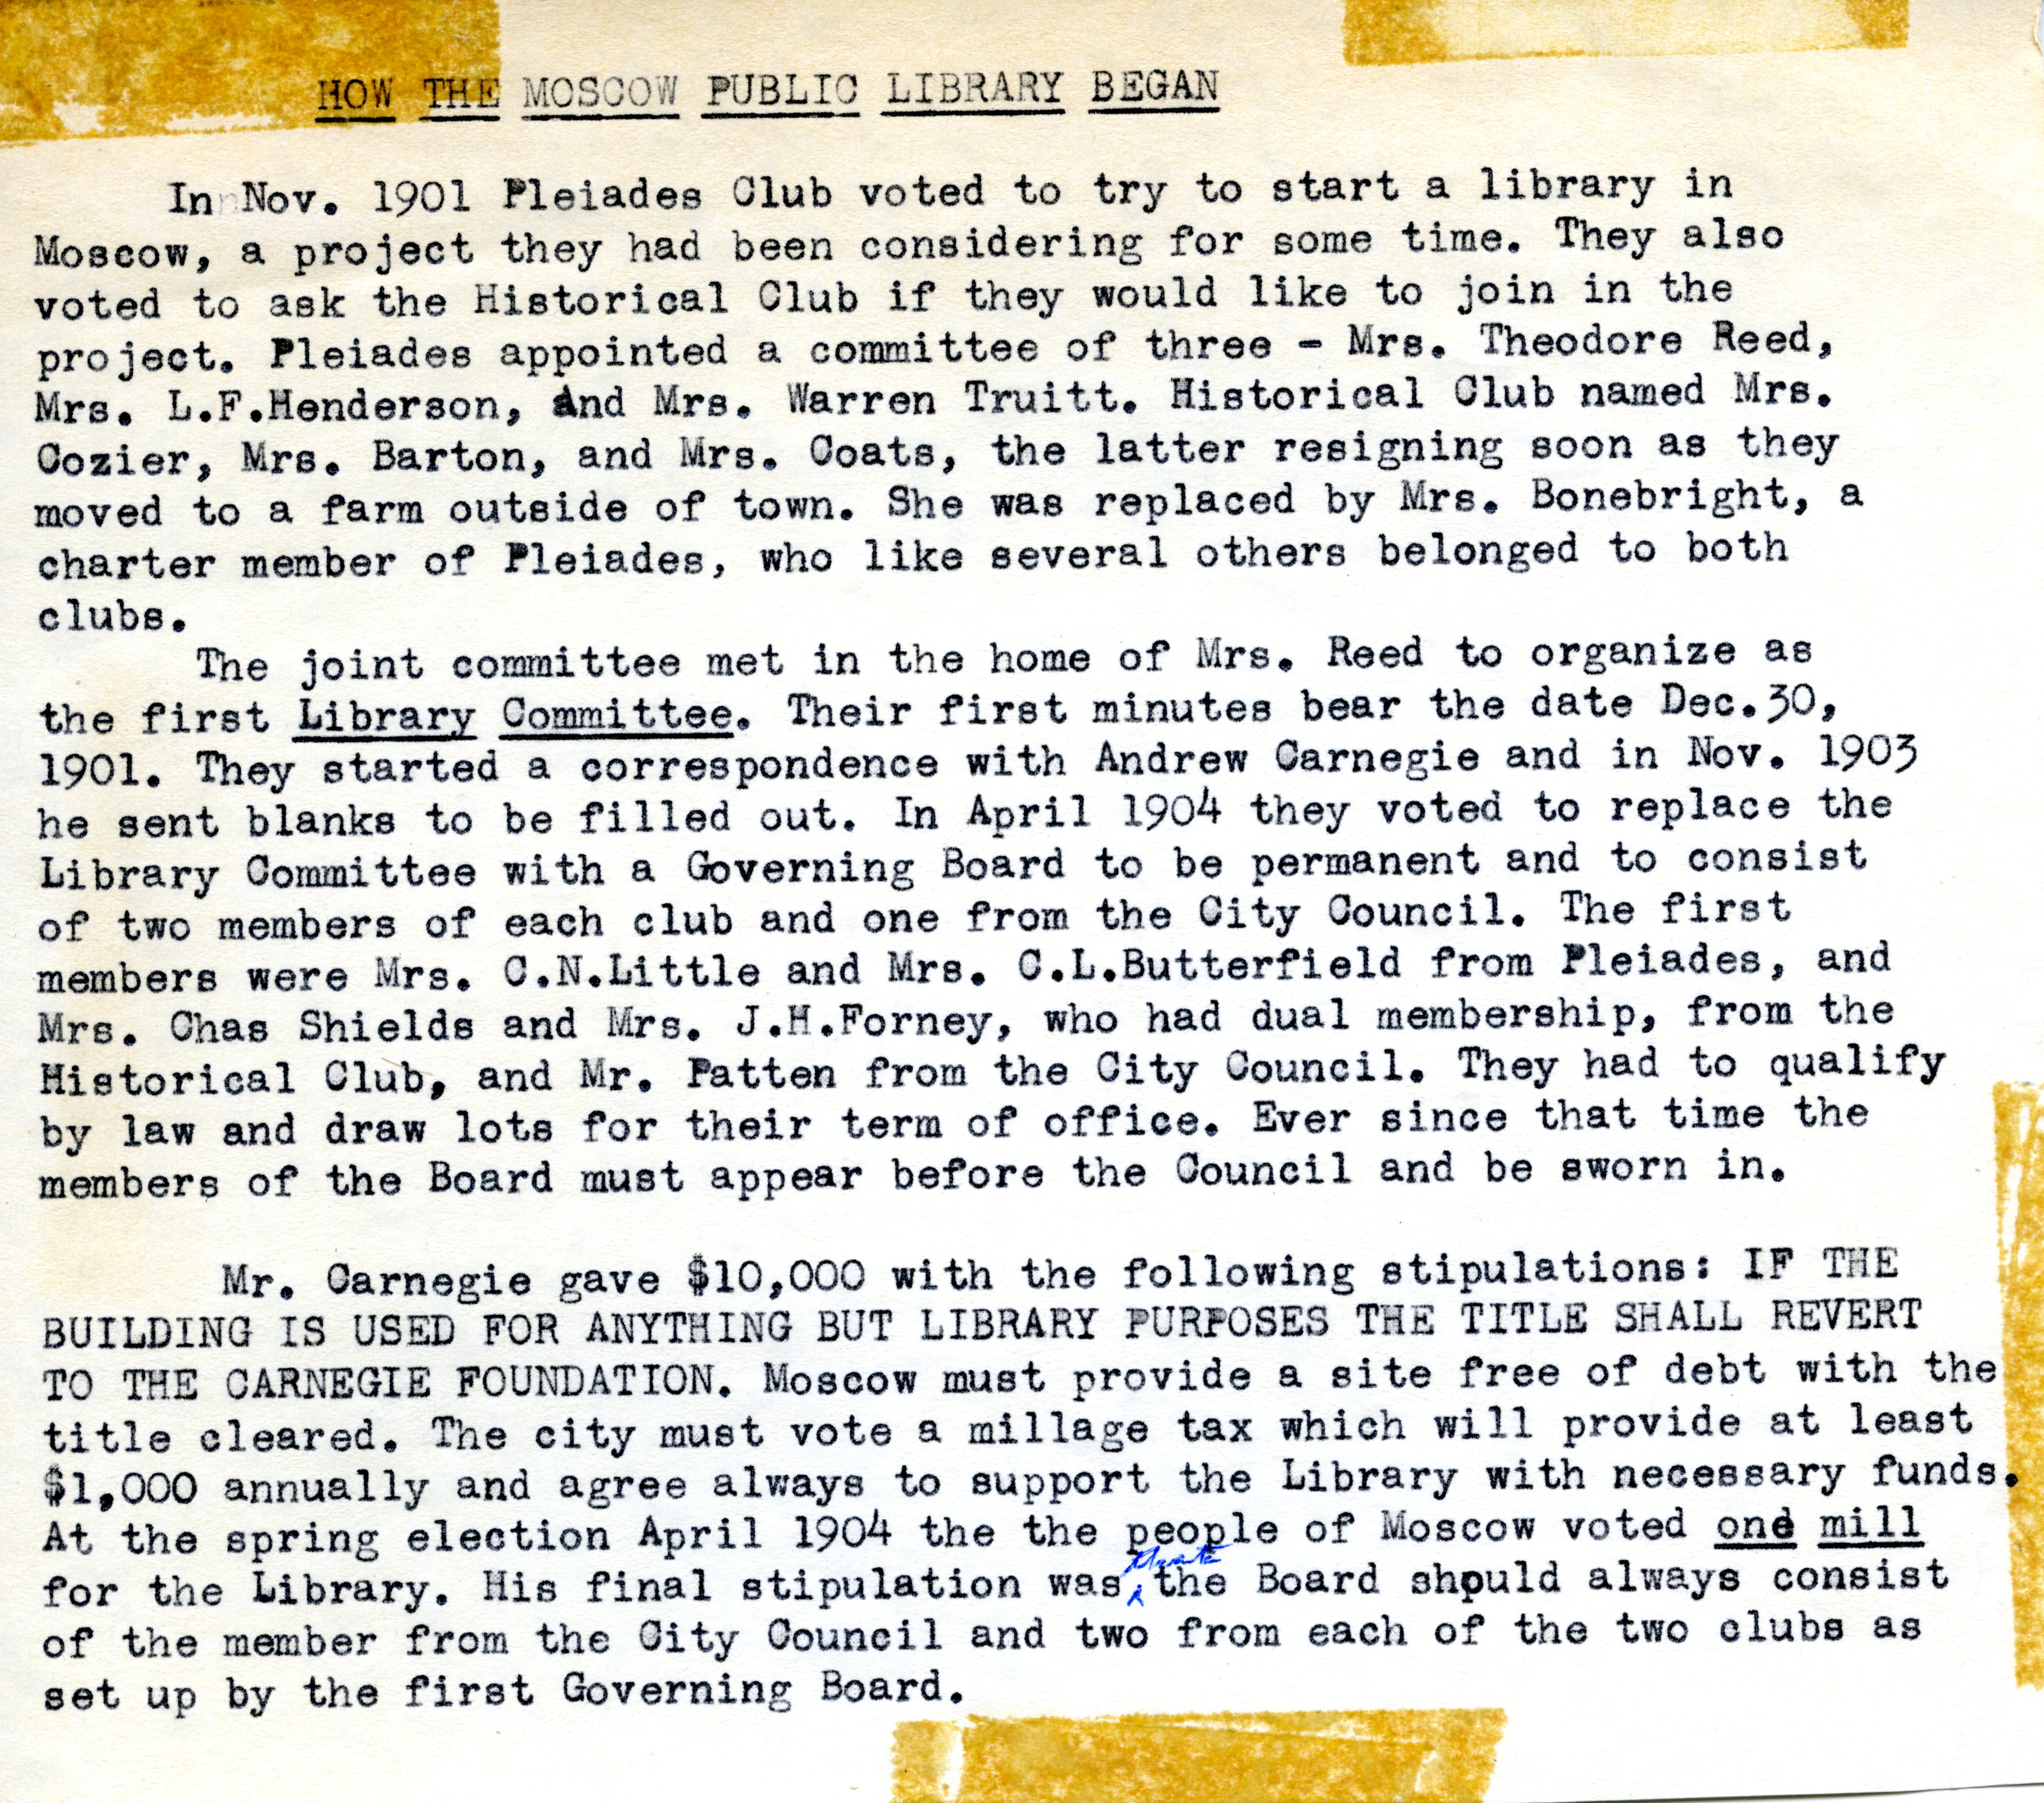 HOW THE MOSCOW PUBLIC LIBRARY BEGAN
In Nov. 1901 Pleiades Club voted to try to start a library in
Moscow, a project they had been considering for some time. They also
voted to ask the Historical Club if they would like to join in the
project. Pleiades appointed a committee of three - Mrs. Theodore Reed,
Mrs. L.F.Henderson, And Mrs. Warren Truitt. Historical Club named Mrs.
Cozier, Mrs. Barton, and Mrs. Coats, the latter resigning soon as they
moved to a farm outside of town. She was replaced by Mrs. Bonebright, a
charter member of Pleiades, who like several others belonged to both
clubs.
The joint committee met in the home of Mrs. Reed to organize as
the first Library Committee. Their first minutes bear the date Dec.30,
1901. They started a correspondence with Andrew Carnegie and in Nov. 1903
he sent blanks to be filled out. In April 1904 they voted to replace the
Library Committee with a Governing Board to be permanent and to consist
of two members of each club and one from the City Council. The first
members were Mrs. C.N.Little and Mrs. C.L.Butterfield from Pleiades, and
Mrs. Chas Shields and Mrs. J.H.Forney, who had dual membership, from the
Historical Club, and Mr. Patten from the City Council. They had to qualify
by law and draw lots for their term of office. Ever since that time the
members of the Board must appear before the Council and be sworn in.
Mr. Carnegie gave $10,000 with the following stipulations: IF THE
BUILDING IS USED FOR ANYTHING BUT LIBRARY PURPOSES THE TITLE SHALL REVERT
TO THE CARNEGIE FOUNDATION. Moscow must provide a site free of debt with the
title cleared. The city must vote a millage tax which will provide at least
$1,000 annually and agree always to support the Library with necessary funds.
At the spring election April 1904 the the people of Moscow voted one mill
for the Library. His final stipulation was that the Board should always consist
of the member from the City Council and two from each of the two clubs as
set up by the first Governing Board.